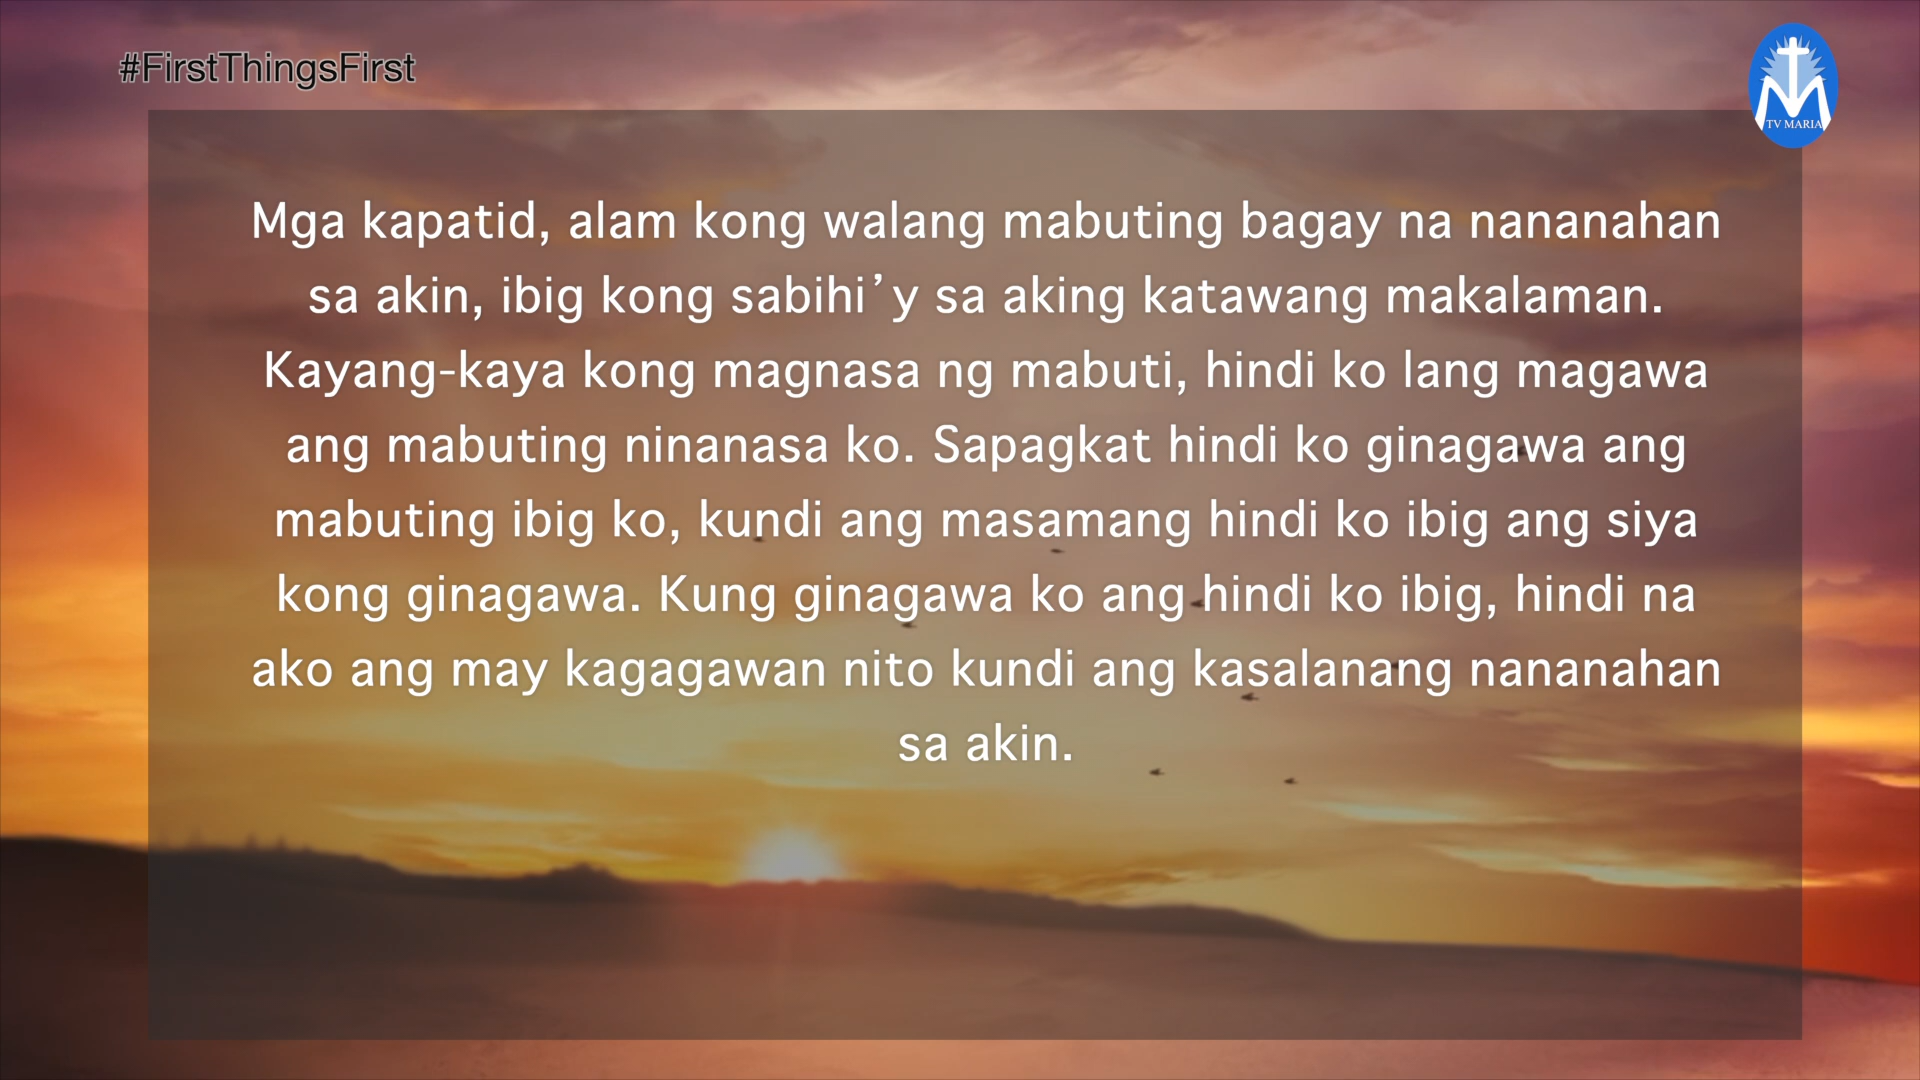 #FirstThingsFirst
TV MARIA
Mga kapatid, alam kong walang mabuting bagay na nananahan
sa akin, ibig kong sabihi’y sa aking katawang makalaman.
Kayang-kaya kong magnasa ng mabuti, hindi ko lang magawa
ang mabuting ninanasa ko. Sapagkat hindi ko ginagawa ang
mabuting ibig ko, kundi ang masamang hindi ko ibig ang siya
kong ginagawa. Kung ginagawa ko ang hindi ko ibig, hindi na
ako ang may kagagawan nito kundi ang kasalanang nananahan
sa akin.